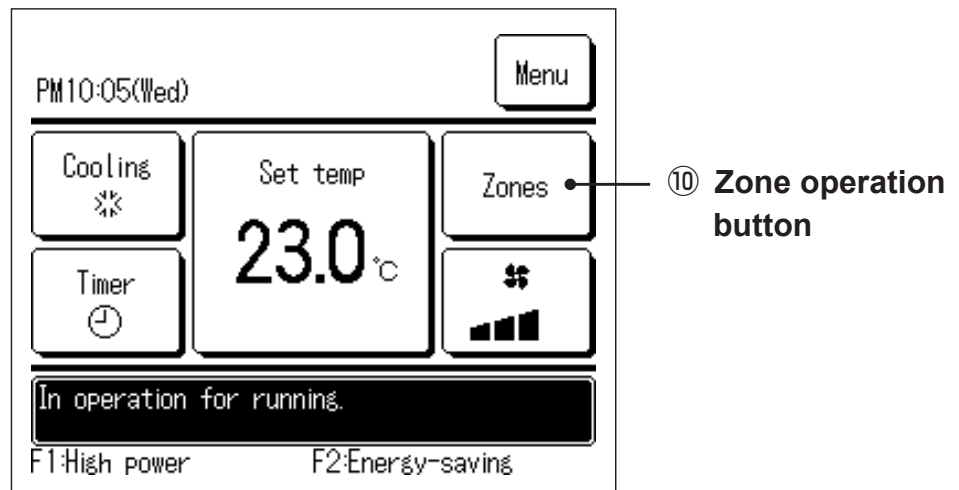 PM10:05(Wed)
Menu
Cooling
Set temp
Zones
⑩ Zone operation
button
23.0℃
Timer
In operation for running.
F1:High power
F2:Energy-saving